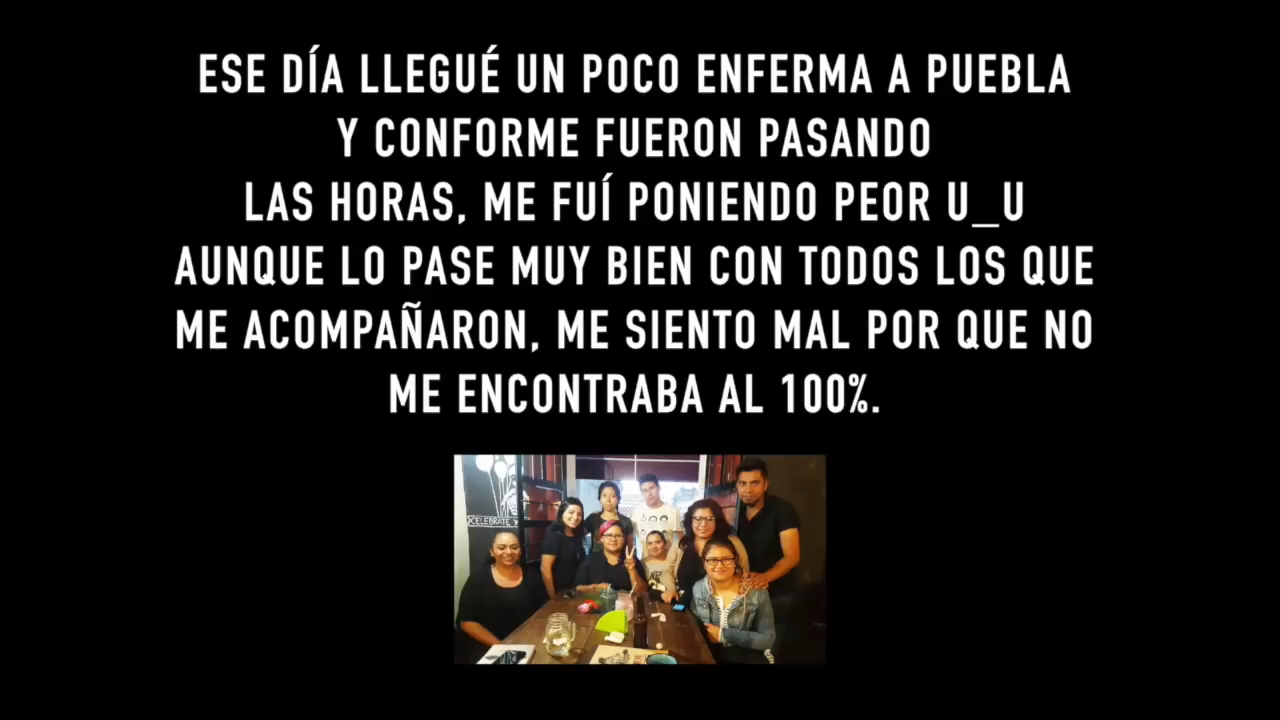 ESE DÍA LLEGUÉ UN POCO ENFERMA A PUEBLA
Y CONFORME FUERON PASANDO
LAS HORAS, ME FUÍ PONIENDO PEOR U_U
AUNQUE LO PASE MUY BIEN CON TODOS LOS QUE
ME ACOMPAÑARON, ME SIENTO MAL POR QUE NO
ME ENCONTRABA AL 100%.
CELEBRATE